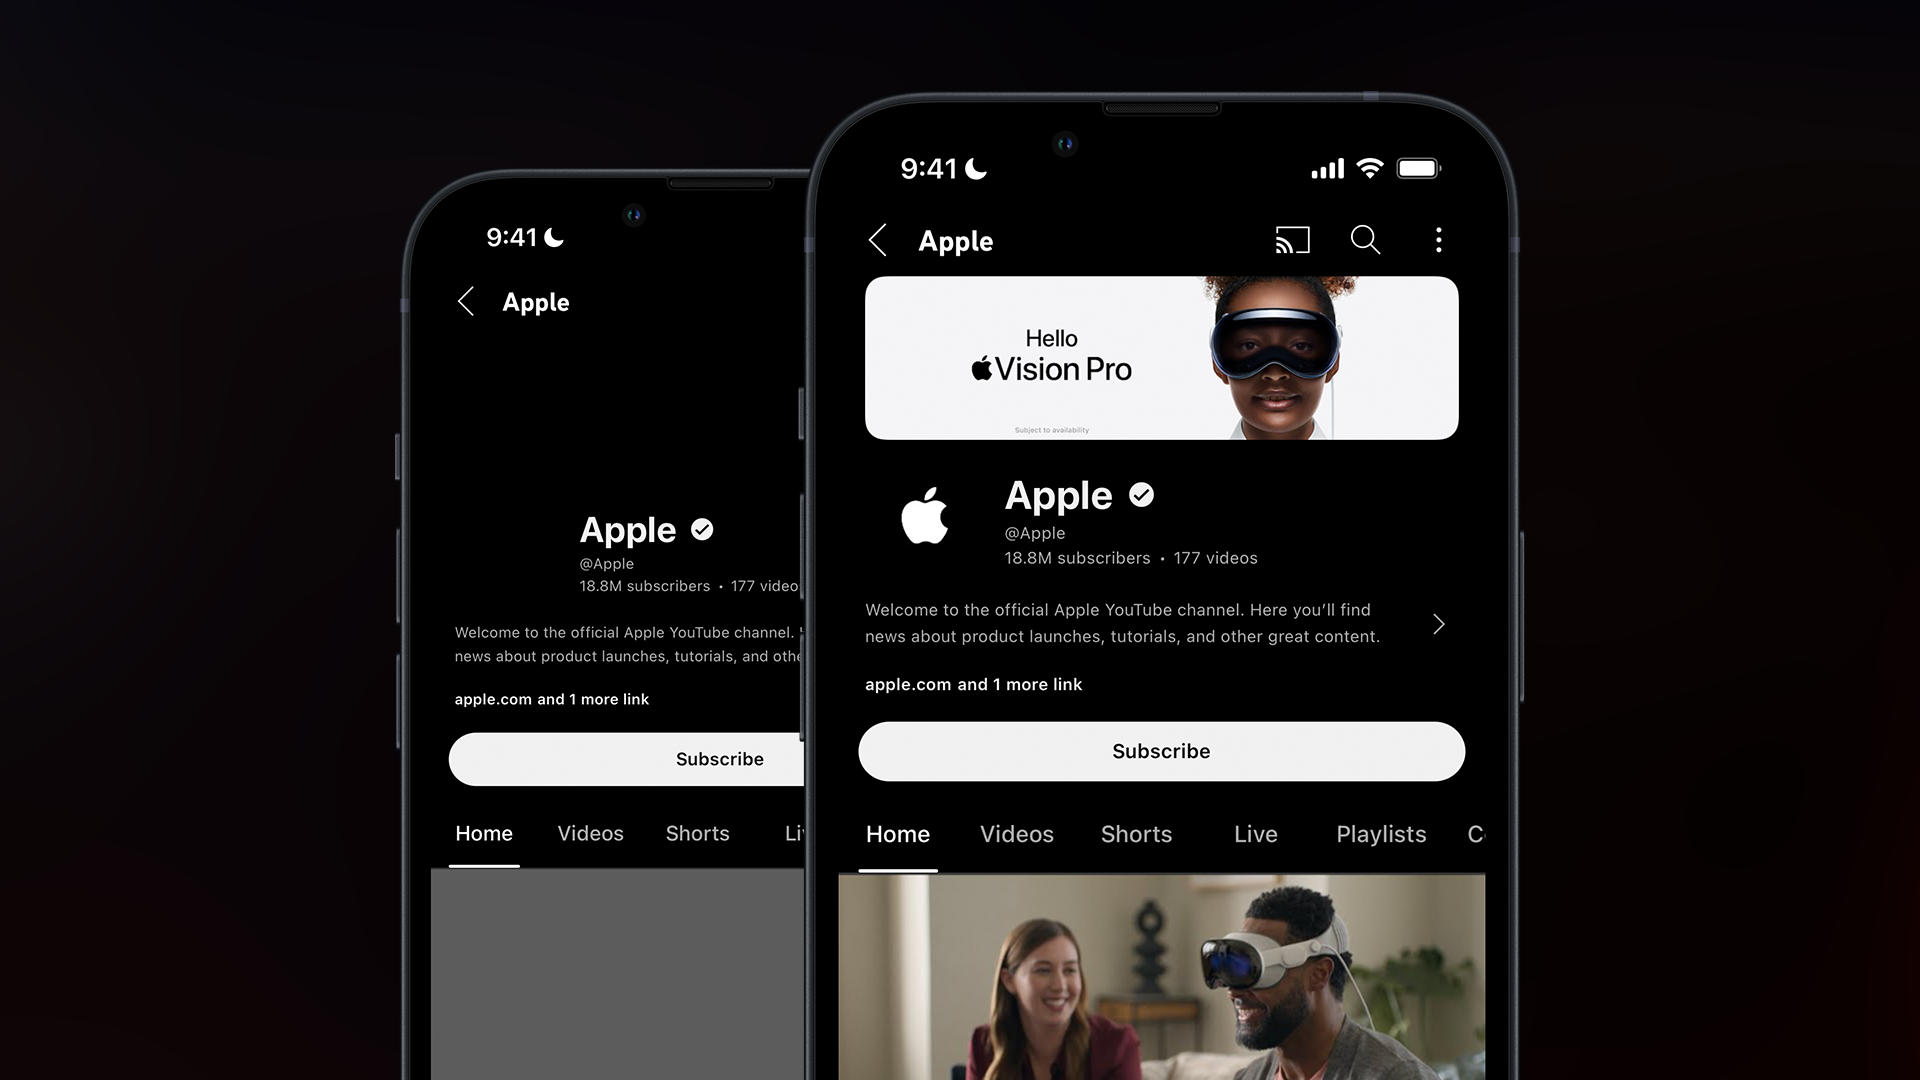 9:41
Apple
Apple
@Apple
18.8M subscribers • 177
Welcome to the official Apple YouTube channel.
news about product launches, tutorials, and
apple.com and 1 more link
Subscribe
Home Videos Shorts
9:41
Apple
Hello
Vision Pro
Subject to availability
Apple
@Apple
18.8M subscribers • 177 videos
Welcome to the official Apple YouTube channel. Here you’ll find
news about product launches, tutorials, and other great content.
apple.com and 1 more link
Subscribe
Home Videos Shorts Live Playlists